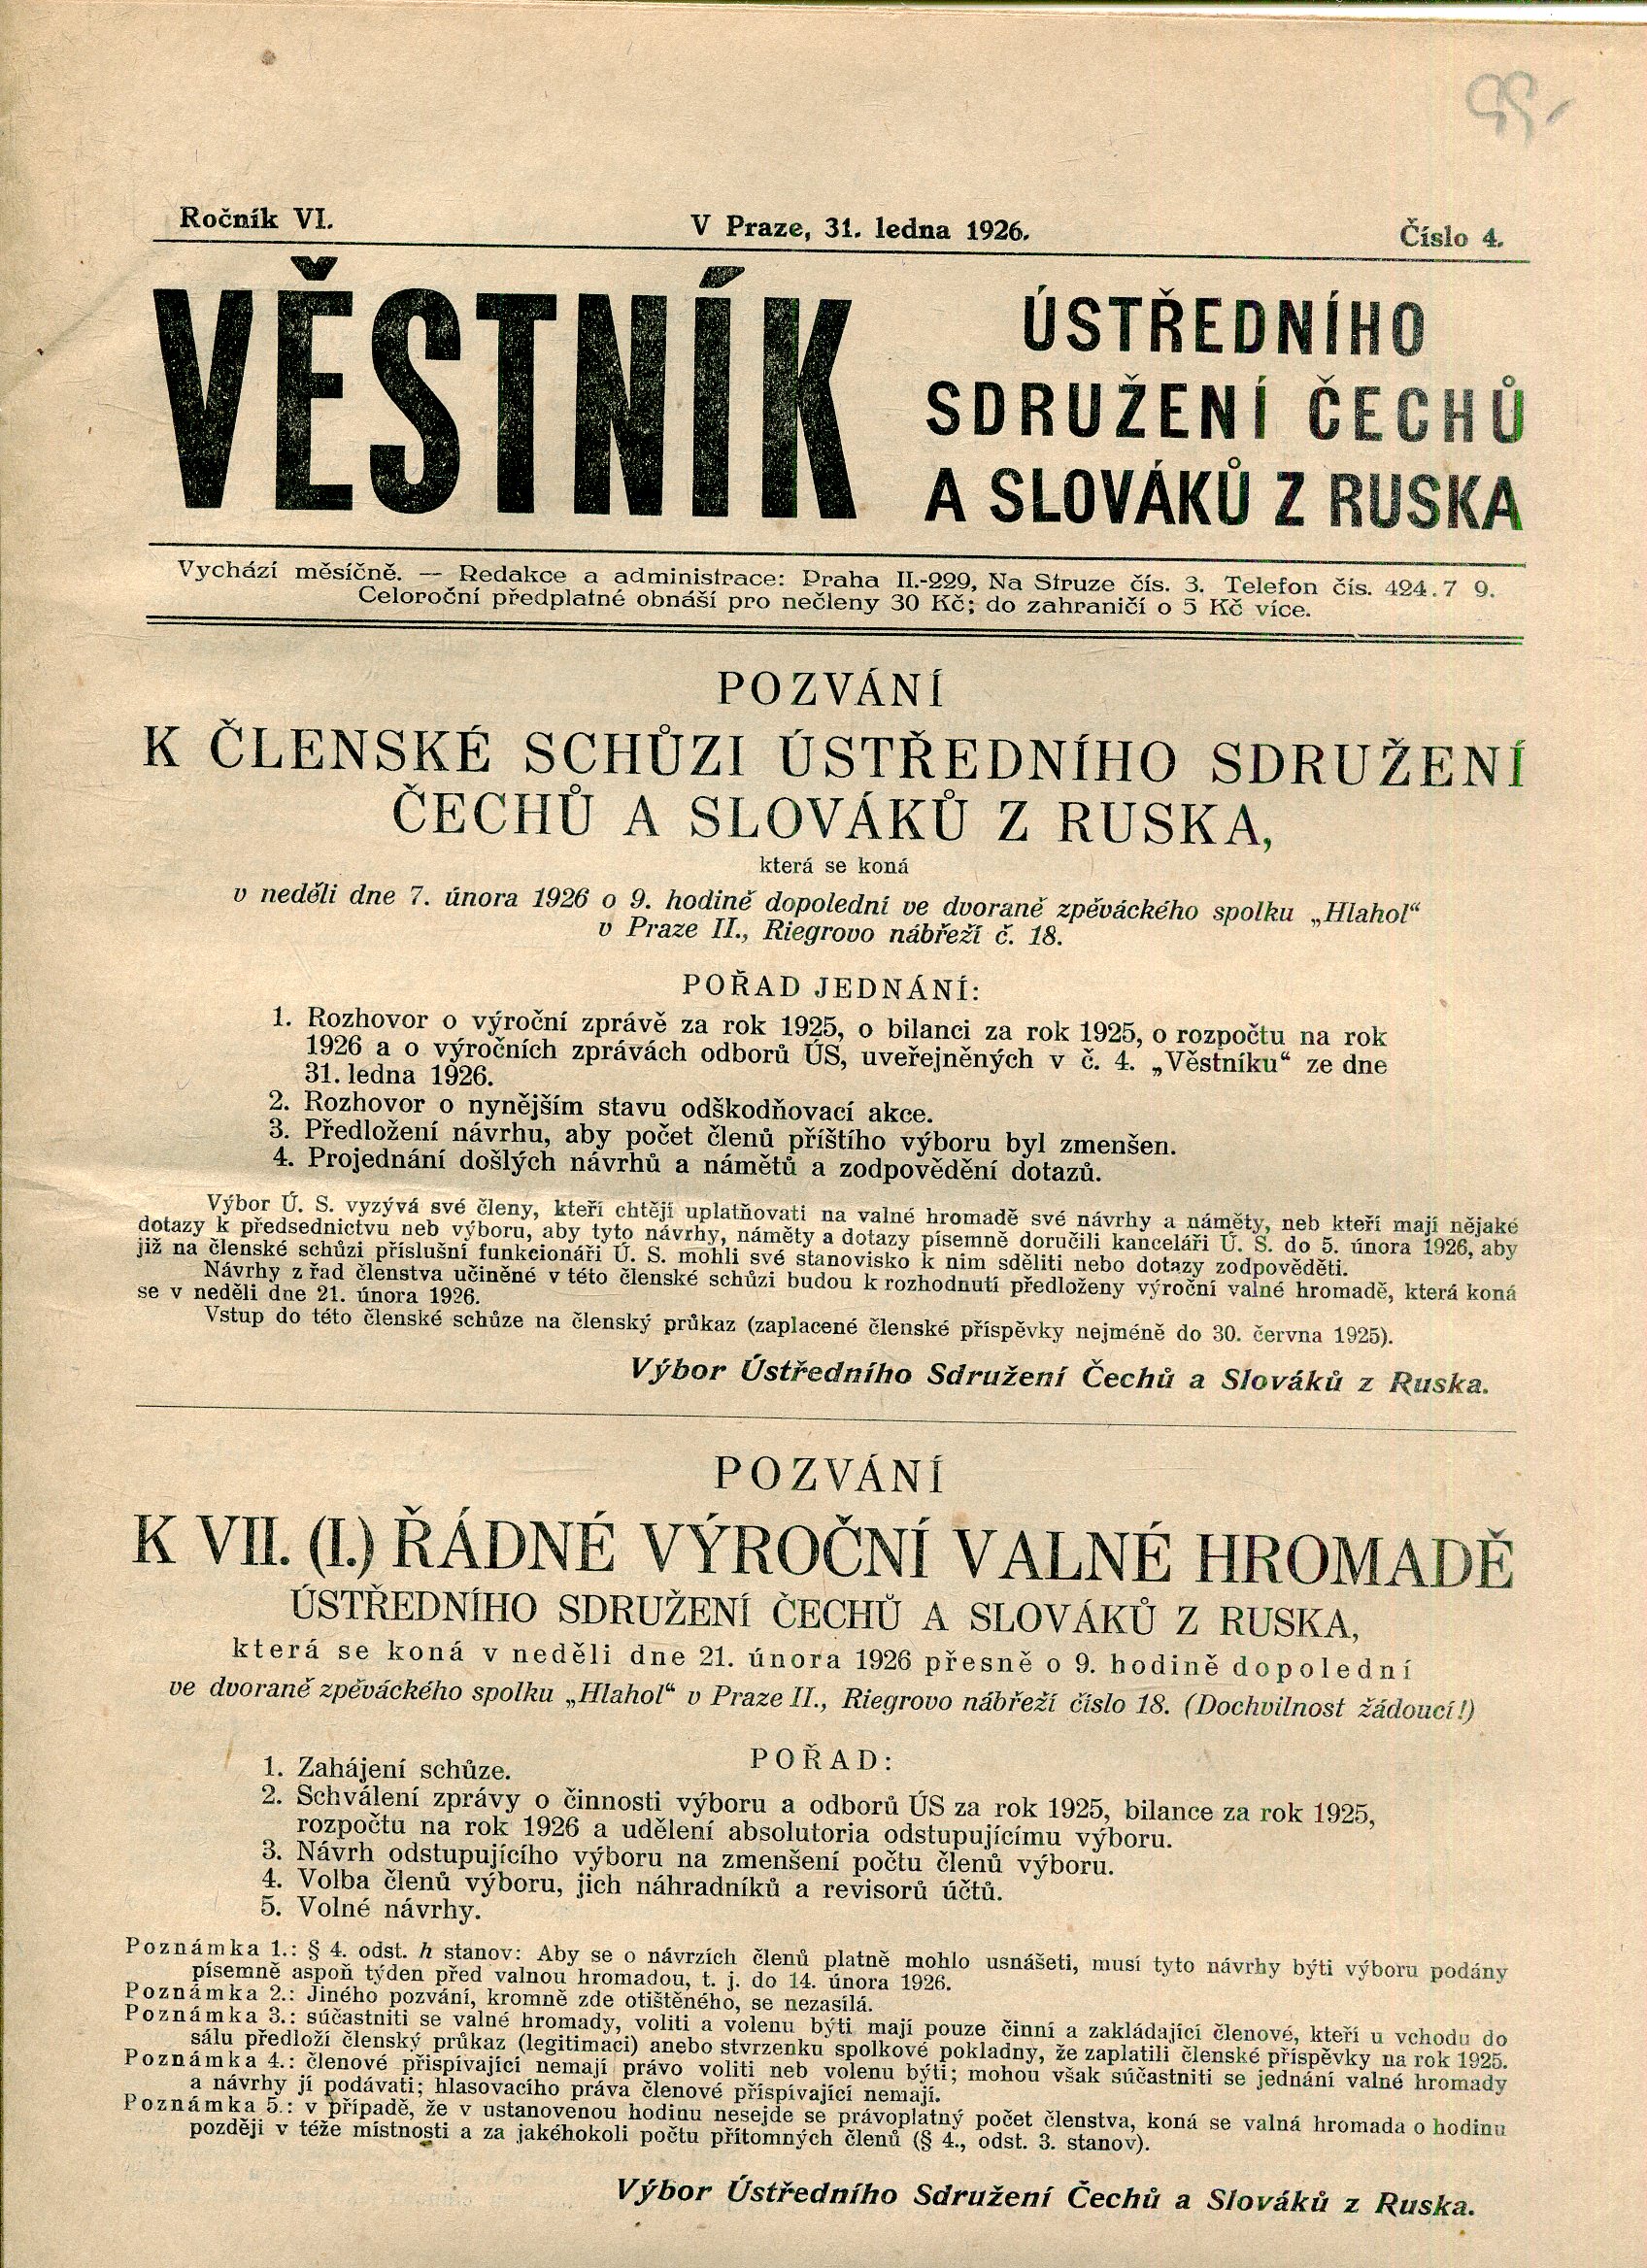 95,-
Ročník VI.
V Praze, 31. ledna 1926.
Číslo 4.
VĚSTNÍK
ÚSTŘEDNÍHO
SDRUŽENÍ ČECHŮ
A SLOVÁKŮ Z RUSKA
Vychází měsíčně. — Redakce a administrace: Praha II.-229, Na Struze čís. 3. Telefon čís. 424.7 9.
Celoroční předplatné obnáší pro nečleny 30 Kč; do zahraničí o 5 Kč více.
POZVÁNÍ
K ČLENSKÉ SCHŮZI ÚSTŘEDNÍHO SDRUŽENÍ
ČECHŮ A SLOVÁKŮ Z RUSKA,
která se koná
v neděli dne 7. února 1926 o 9. hodině dopolední ve dvoraně zpěváckého spolku „Hlahol“
v Praze II., Riegrovo nábřeží č. 18.
POŘAD JEDNÁNÍ:
1. Rozhovor o výroční zprávě za rok 1925, o bilanci za rok 1925, o rozpočtu na rok
1926 a o výročních zprávách odborů ÚS, uveřejněných v č. 4. „Věstníku“ ze dne
31. ledna 1926.
2. Rozhovor o nynějším stavu odškodňovací akce.
3. Předložení návrhu, aby počet členů příštího výboru byl zmenšen.
4. Projednání došlých návrhů a námětů a zodpovědění dotazů.
Výbor Ú. S. vyzývá své členy, kteří chtějí uplatňovati na valné hromadě své návrhy a náměty, neb kteří mají nějaké
dotazy k předsednictvu neb výboru, aby tyto návrhy, náměty a dotazy písemně doručili kanceláři Ú. S. do 5. února 1926, aby
již na členské schůzi příslušní funkcionáři Ú. S. mohli své stanovisko k nim sděliti nebo dotazy zodpověděti.
Návrhy z řad členstva učiněné v této členské schůzi budou k rozhodnutí předloženy výroční valné hromadě, která koná
se v neděli dne 21. února 1926.
Vstup do této členské schůze na členský průkaz (zaplacené členské příspěvky nejméně do 30. června 1925).
Výbor Ústředního Sdružení Čechů a Slováků z Ruska.
POZVÁNÍ
K VII. (I.) ŘÁDNÉ VÝROČNÍ VALNÉ HROMADĚ
ÚSTŘEDNÍHO SDRUŽENÍ ČECHŮ A SLOVÁKŮ Z RUSKA,
která se koná v neděli dne 21. února 1926 přesně o 9. hodině dopolední
ve dvoraně zpěváckého spolku „Hlahol“ v Praze II., Riegrovo nábřeží číslo 18. (Dochvilnost žádoucí!)
POŘAD:
1. Zahájení schůze.
2. Schválení zprávy o činnosti výboru a odborů ÚS za rok 1925, bilance za rok 1925,
rozpočtu na rok 1926 a udělení absolutoria odstupujícímu výboru.
3. Návrh odstupujícího výboru na zmenšení počtu členů výboru.
4. Volba členů výboru, jich náhradníků a revisorů účtů.
5. Volné návrhy.
Poznámka 1.: § 4. odst. h stanov: Aby se o návrzích členů platně mohlo usnášeti, musí tyto návrhy býti výboru podány
písemně aspoň týden před valnou hromadou, t. j. do 14. února 1926.
Poznámka 2.: Jiného pozvání, kromně zde otištěného, se nezasílá.
Poznámka 3.: súčastniti se valné hromady, voliti a volenu býti mají pouze činní a zakládající členové, kteří u vchodu do
sálu předloží členský průkaz (legitimaci) anebo stvrzenku spolkové pokladny, že zaplatili členské příspěvky na rok 1925.
Poznámka 4.: členové přispívající nemají právo voliti neb volenu býti; mohou však súčastniti se jednání valné hromady
a návrhy jí podávati; hlasovacího práva členové přispívající nemají.
Poznámka 5.: v případě, že v ustanovenou hodinu nesejde se právoplatný počet členstva, koná se valná hromada o hodinu
později v téže místnosti a za jakéhokoli počtu přítomných členů (§ 4., odst. 3. stanov).
Výbor Ústředního Sdružení Čechů a Slováků z Ruska.